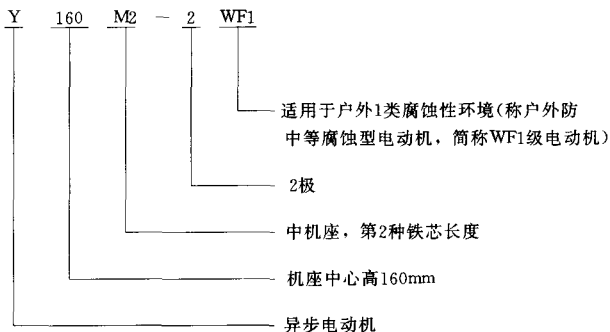 Y 160 M2 - 2 WF1
适用于户外1类腐蚀性环境(称户外防
中等腐蚀型电动机，简称WF1级电动机)
2极
中机座，第2种铁芯长度
机座中心高160mm
异步电动机